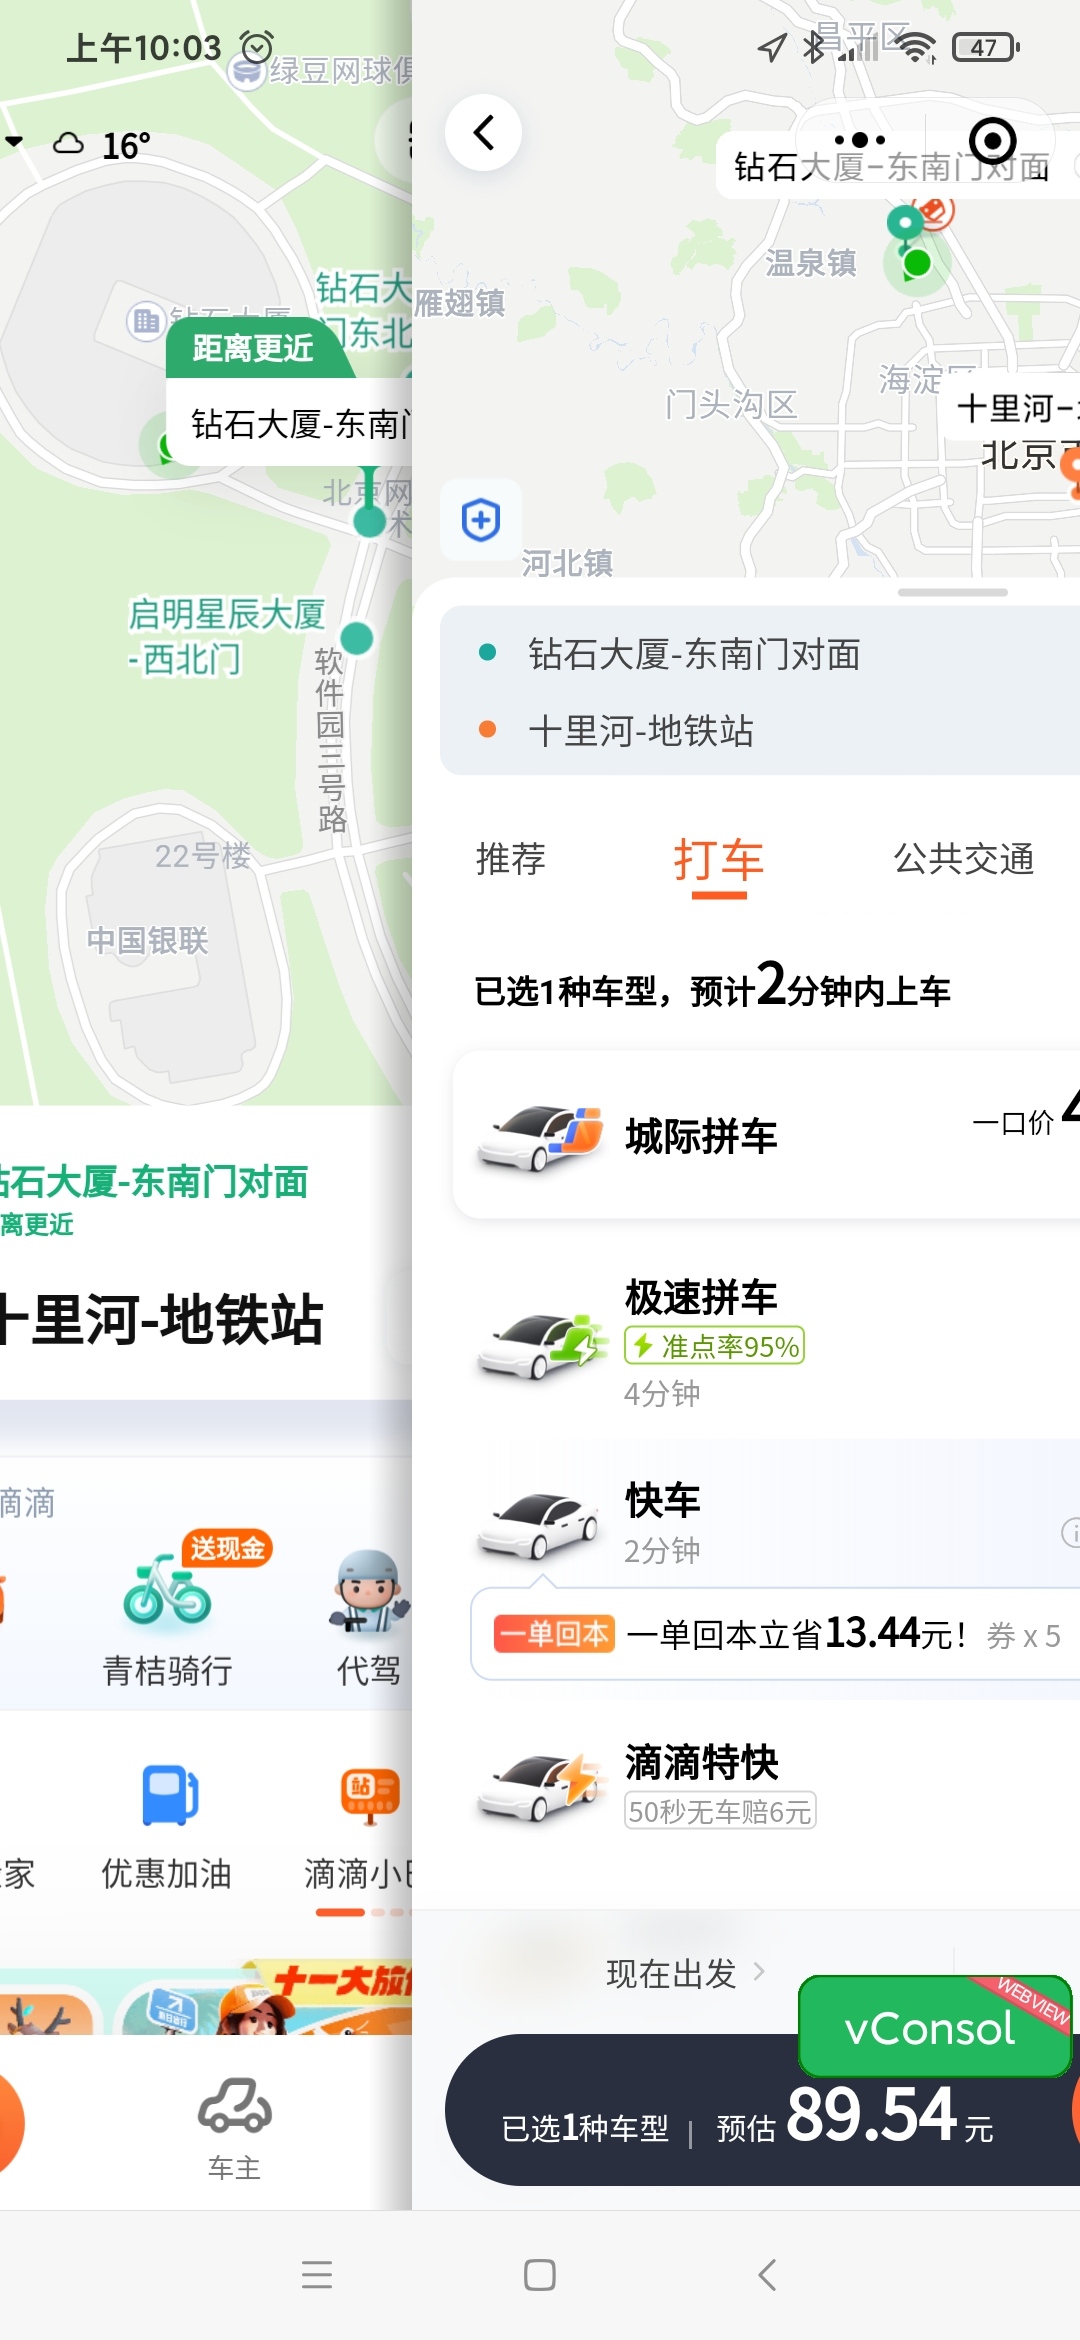 上午10:03
47
昌平区
绿豆网球俱
16°
钻石大厦-东南门对面
温泉镇
雁翅镇
海淀区
门头沟区
十里河-
北京
河北镇
钻石大厦
钻石大
门东北
距离更近
钻石大厦-东南门
北京网
术
启明星辰大厦
-西北门
软件园三号路
22号楼
中国银联
钻石大厦-东南门对面
离更近
十里河-地铁站
滴滴
送现金
青桔骑行
代驾
站
家
优惠加油
滴滴小巴
十一大放
车主
钻石大厦-东南门对面
十里河-地铁站
推荐
打车
公共交通
已选1种车型，预计2分钟内上车
城际拼车
一口价 4
极速拼车
准点率95%
4分钟
快车
2分钟
一单回本
一单回本立省13.44元！ 券 x 5
滴滴特快
50秒无车赔6元
现在出发
WEBVIEW
vConsol
已选1种车型 | 预估 89.54 元